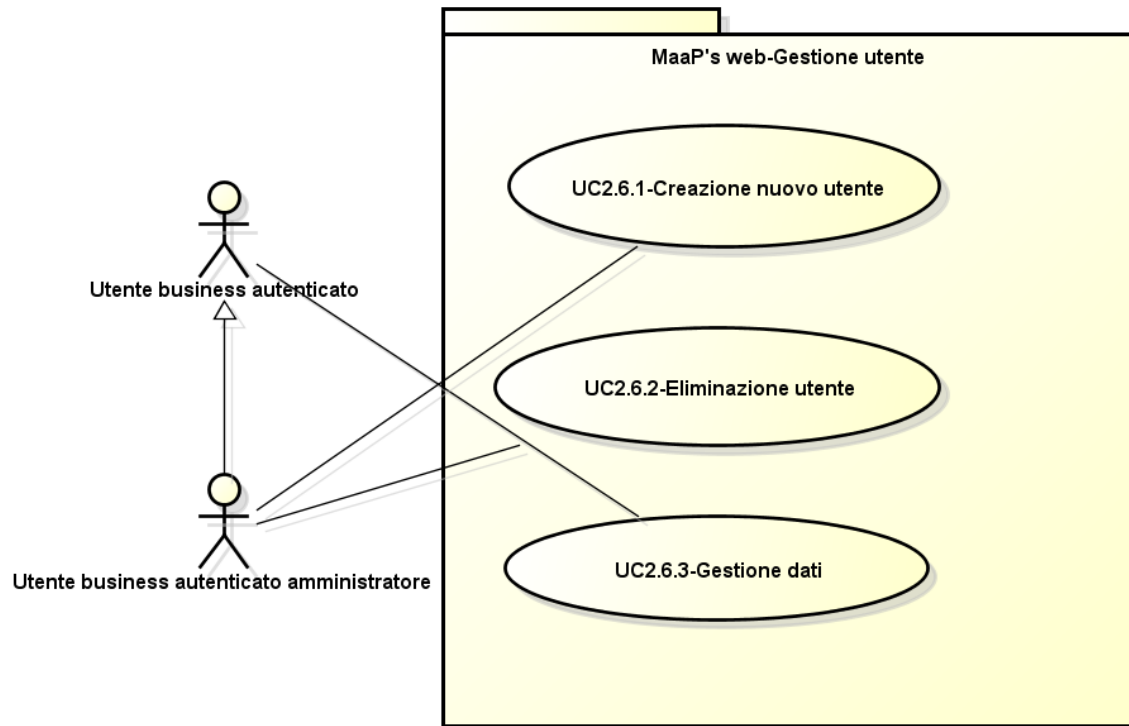 MaaP's web-Gestione utente
UC2.6.1-Creazione nuovo utente
Utente business autenticato
UC2.6.2-Eliminazione utente
UC2.6.3-Gestione dati
Utente business autenticato amministratore